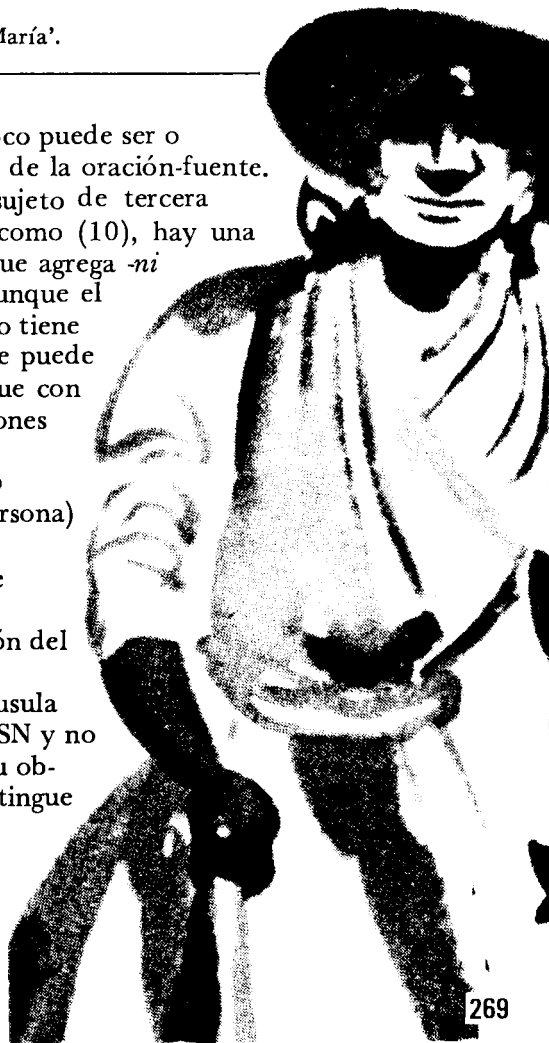 María’.
oco puede ser o
de la oración-fuente.
sujeto de tercera
como (10), hay una
que agrega -ni
unque el
o tiene
e puede
ue con
ones
rsona)
e
ón del
usula
SN y no
u ob-
tingue
269